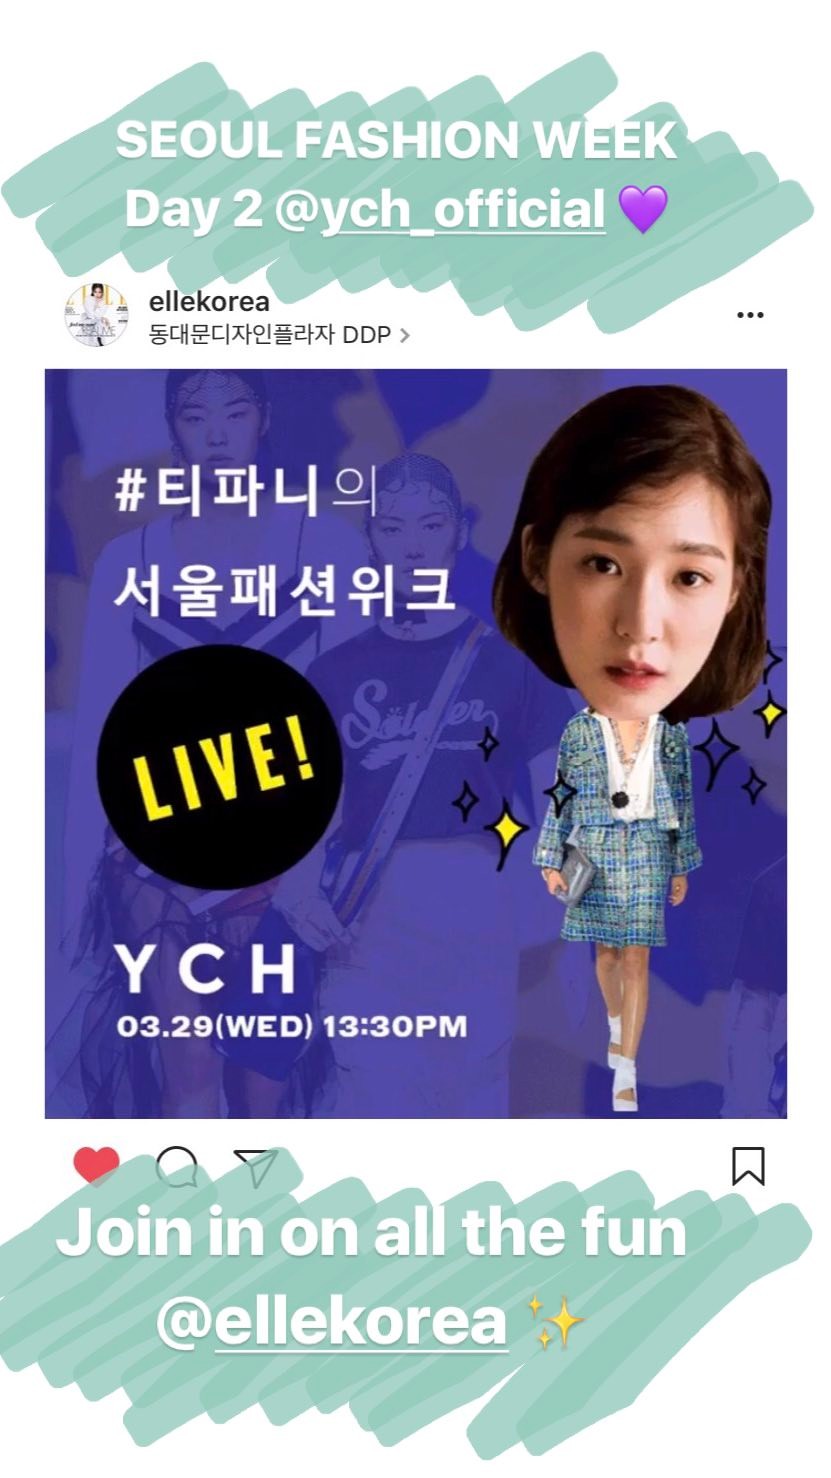 SEOUL FASHION WEEK
Day 2 @ych_official 💜
ellekorea
동대문디자인플라자 DDP >
#티파니의
서울패션위크
LIVE!
YCH
03.29(WED) 13:30PM
Join in on all the fun
@ellekorea ✨